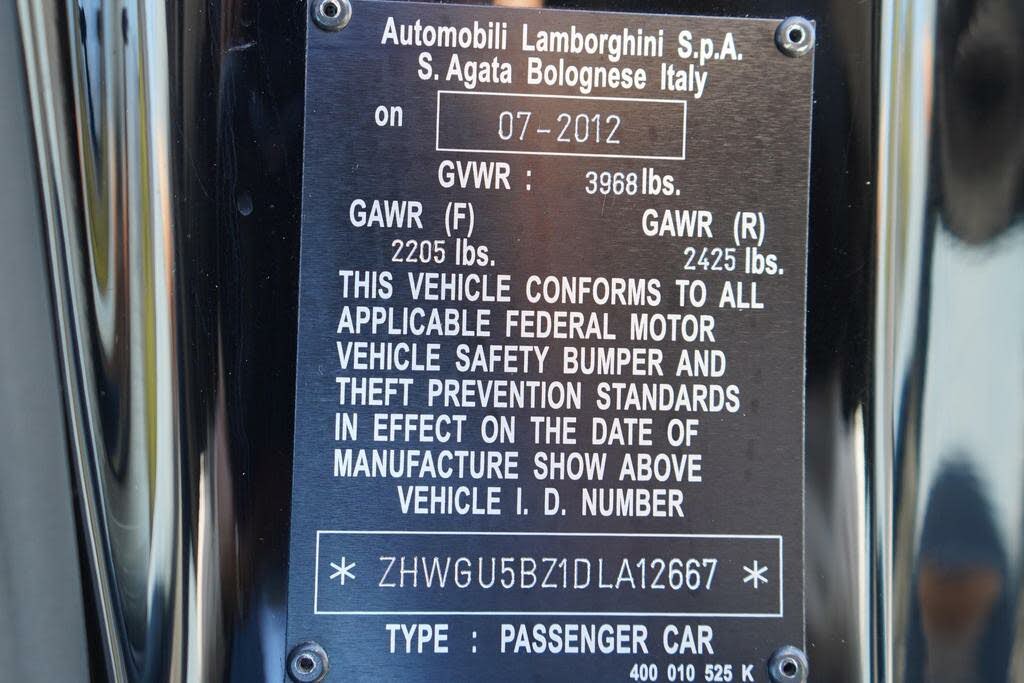 Automobili Lamborghini S.p.A.
S. Agata Bolognese Italy
on 07-2012
GVWR : 3968 lbs.
GAWR (F) GAWR (R)
2205 lbs. 2425 lbs.
THIS VEHICLE CONFORMS TO ALL
APPLICABLE FEDERAL MOTOR
VEHICLE SAFETY BUMPER AND
THEFT PREVENTION STANDARDS
IN EFFECT ON THE DATE OF
MANUFACTURE SHOW ABOVE
VEHICLE I. D. NUMBER
* ZHWGU5BZ1DLA12667 *
TYPE : PASSENGER CAR
400 010 525 K